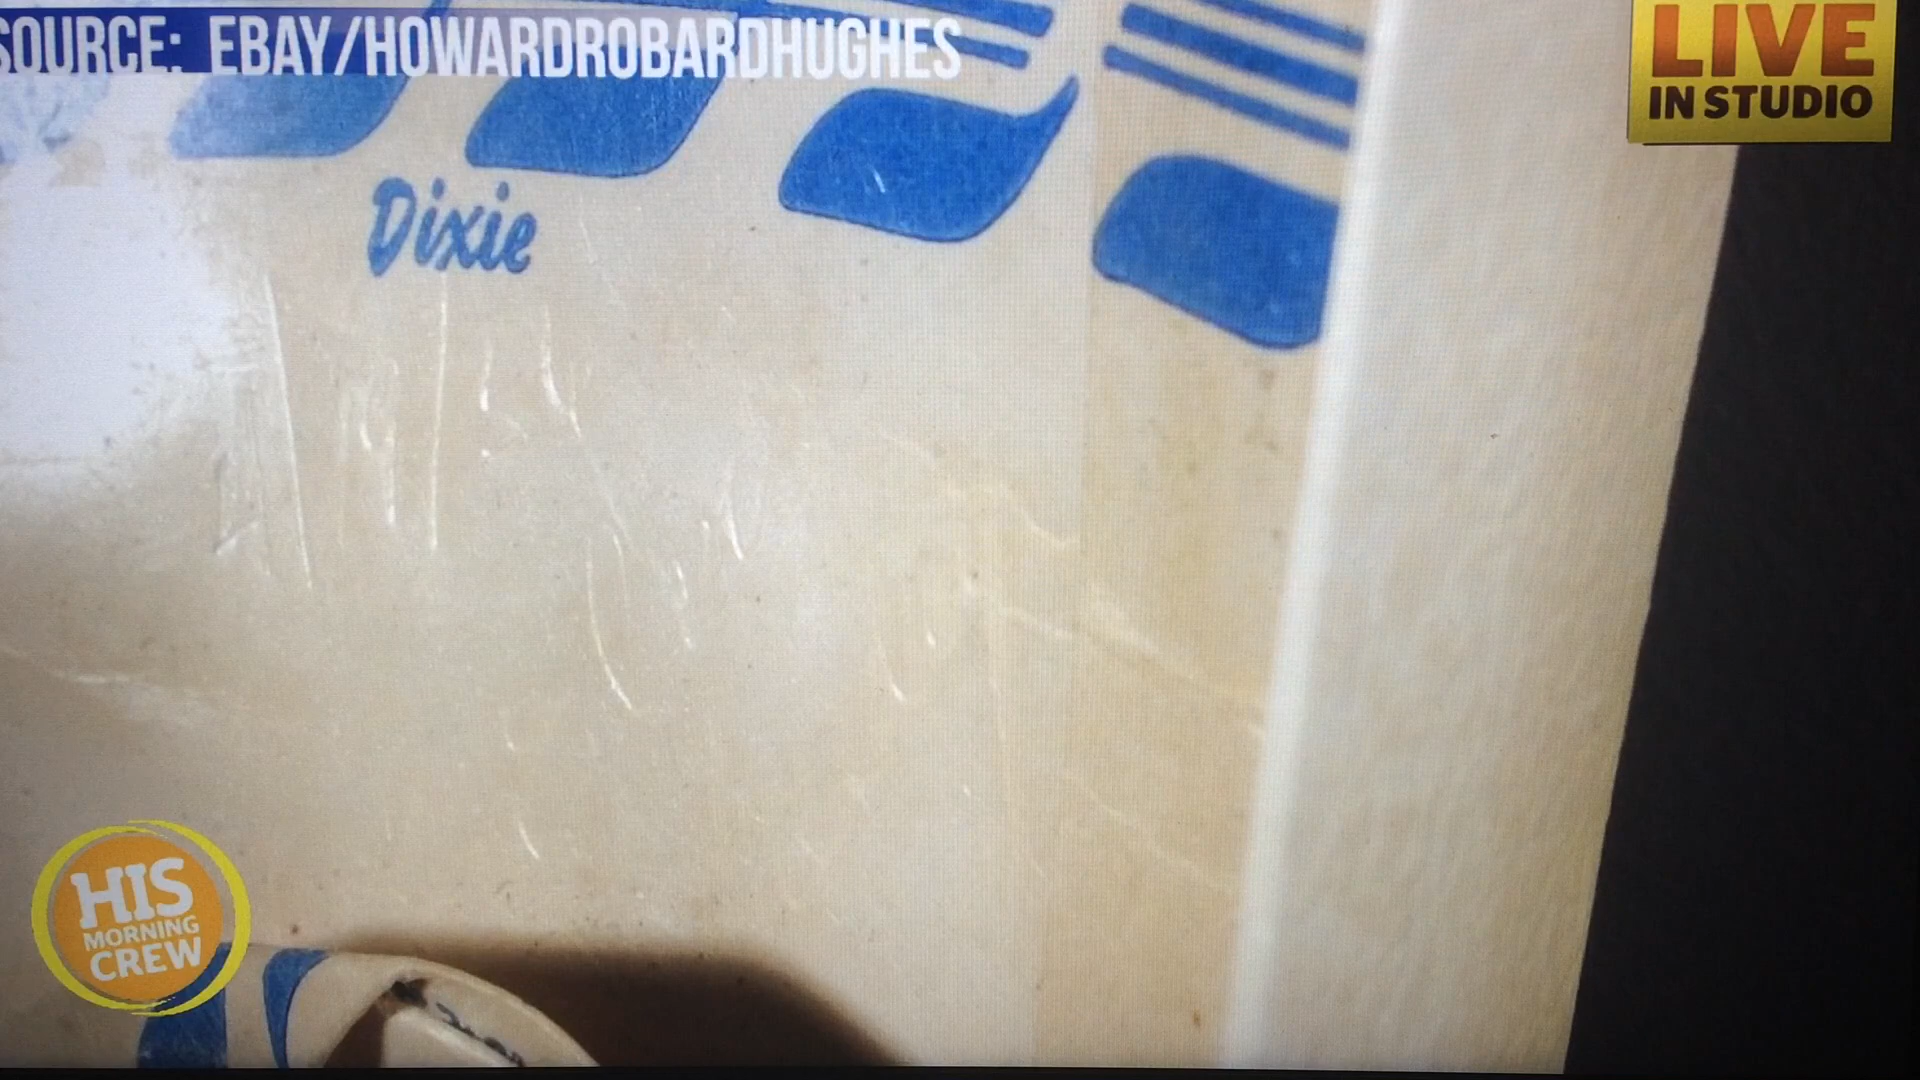 SOURCE: EBAY/HOWARDROBARDHUGHES
LIVE
IN STUDIO
Dixie
HIS
MORNING
CREW